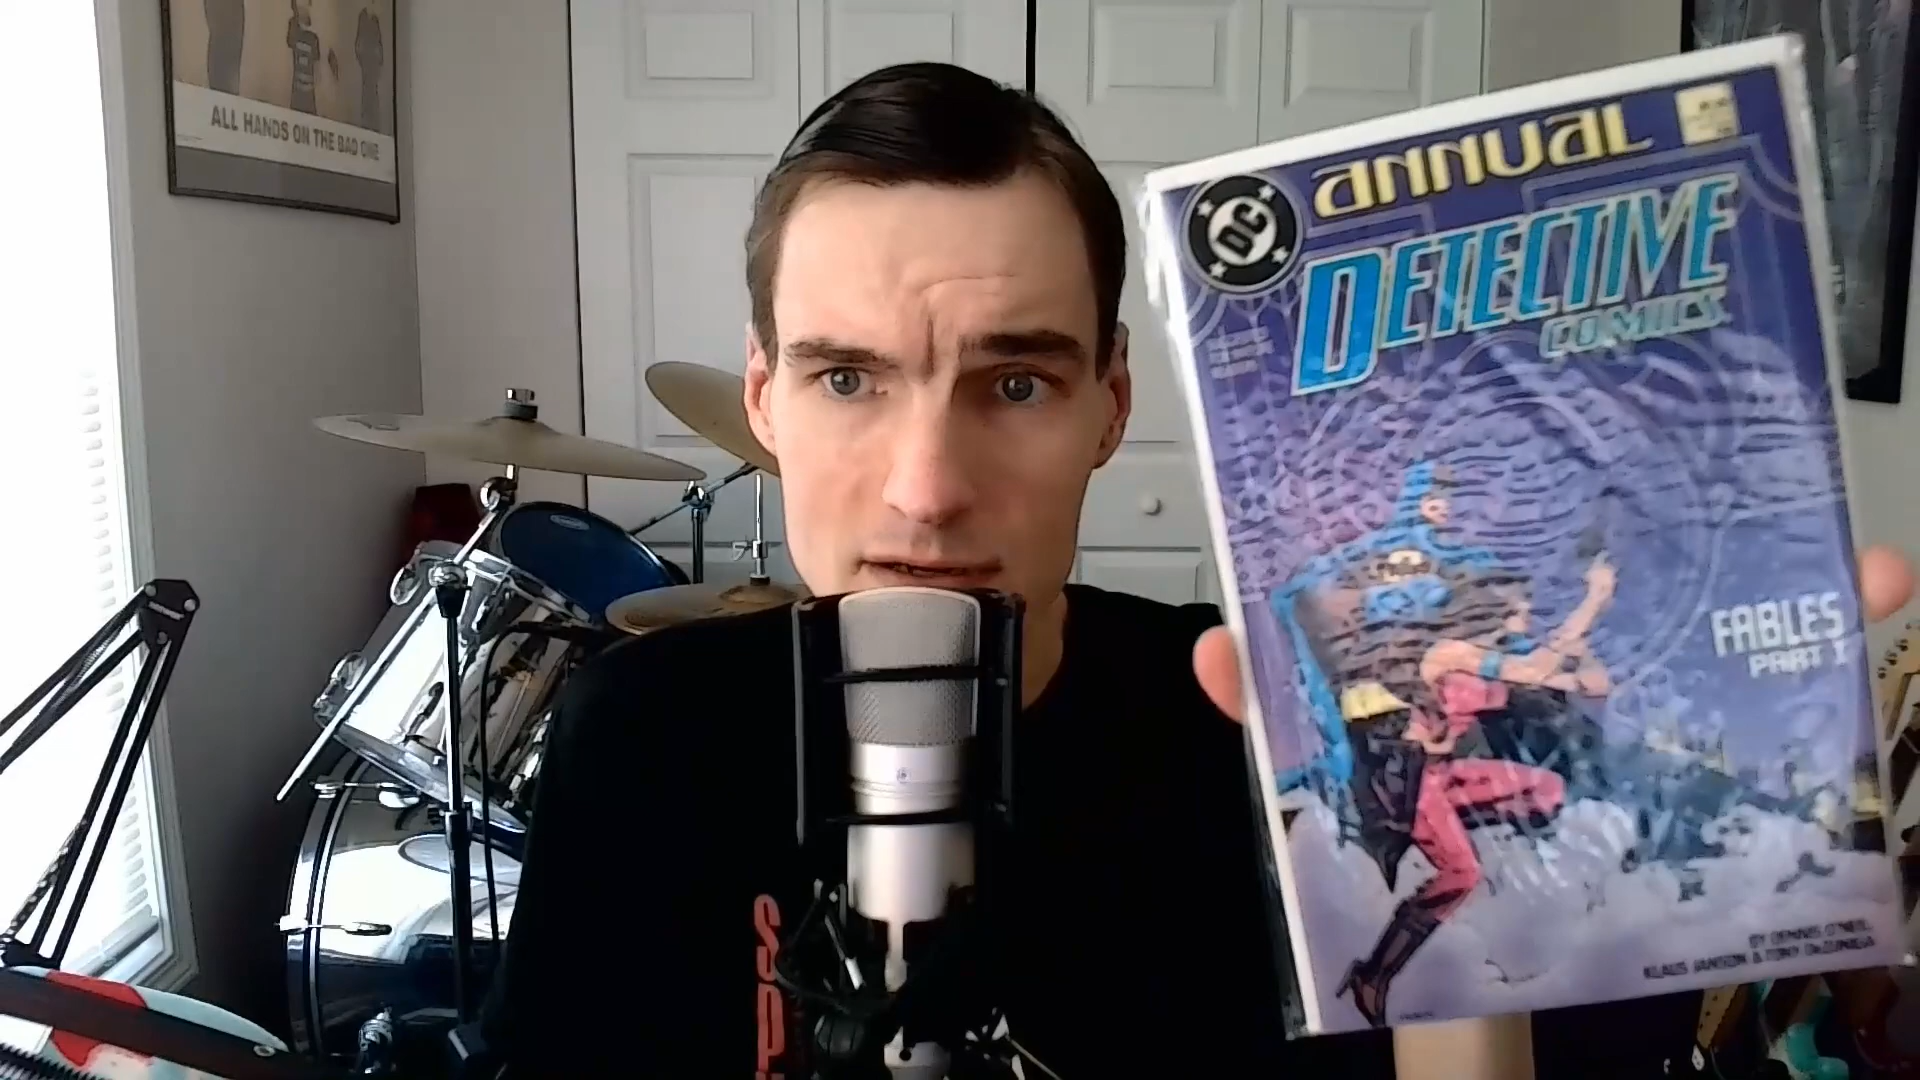 ALL HANDS ON THE BAD ONE
ANNUAL
DC
DETECTIVE
COMICS
FABLES
PART 1
BY DENNIS O'NEIL,
KLAUS JANSON & TONY DEZUNIGA